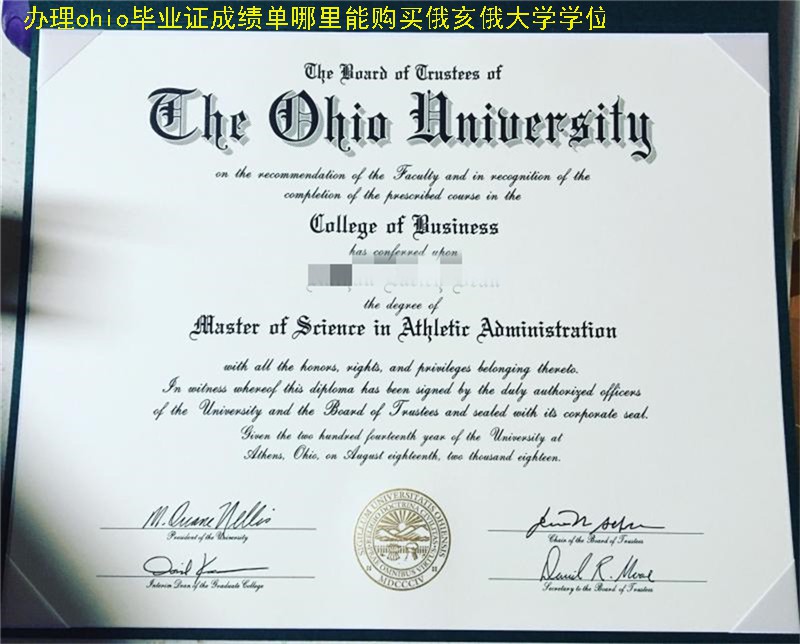 办理ohio毕业证成绩单哪里能购买俄亥俄大学学位
The Board of Trustees of
The Ohio University
on the recommendation of the Faculty and in recognition of the
completion of the prescribed course in the
College of Business
has conferred upon
the degree of
Master of Science in Athletic Administration
with all the honors, rights, and privileges belonging thereto.
In witness whereof this diploma has been signed by the duly authorized officers
of the University and the Board of Trustees and sealed with its corporate seal.
Given the two hundred fourteenth year of the University at
Athens, Ohio, on August eighteenth, two thousand eighteen.
M. Duane Nellis
President of the University
Chair of the Board of Trustees
SIGILLUM UNIVERSITATIS OHIENSIS
MDCCCIV
Interim Dean of the Graduate College
David R. Moore
Secretary to the Board of Trustees